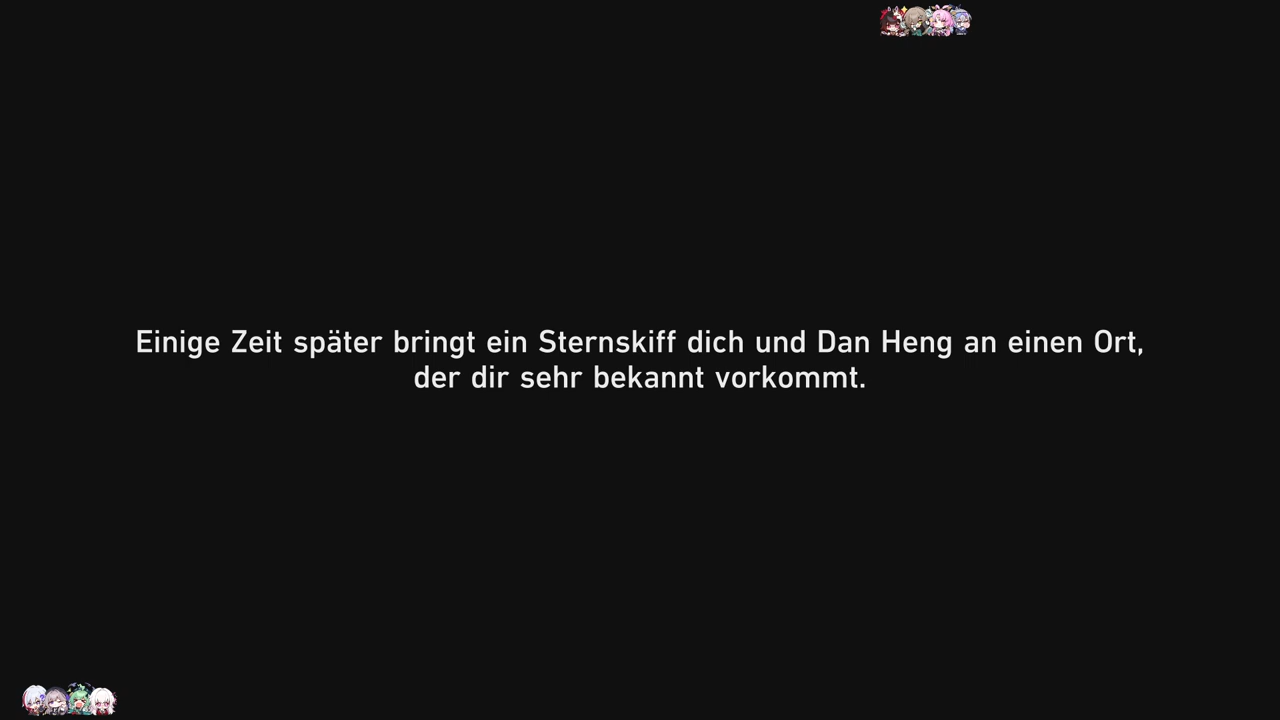 Einige Zeit später bringt ein Sternskiff dich und Dan Heng an einen Ort,
der dir sehr bekannt vorkommt.